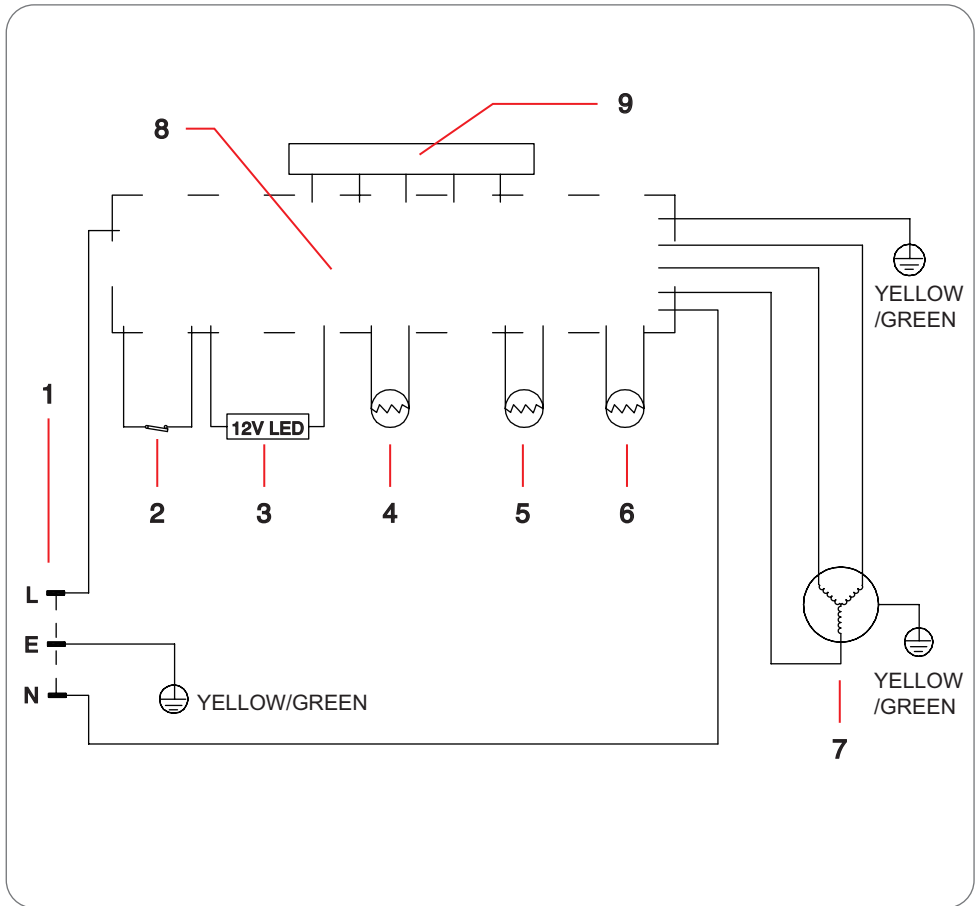 9
8
YELLOW
/GREEN
1
12V LED
2
3
4
5
6
L
E
N
YELLOW/GREEN
YELLOW
/GREEN
7